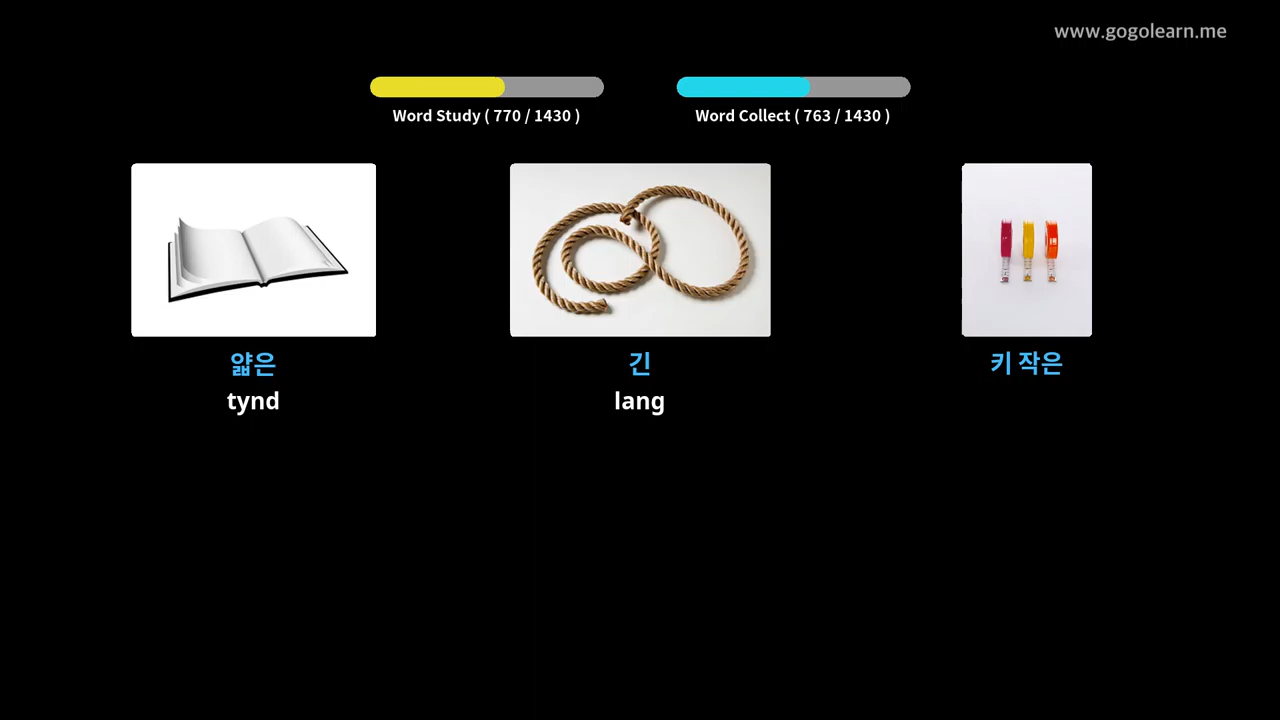 www.gogolearn.me
Word Study ( 770 / 1430 )
Word Collect ( 763 / 1430 )
얇은
긴
키 작은
tynd
lang